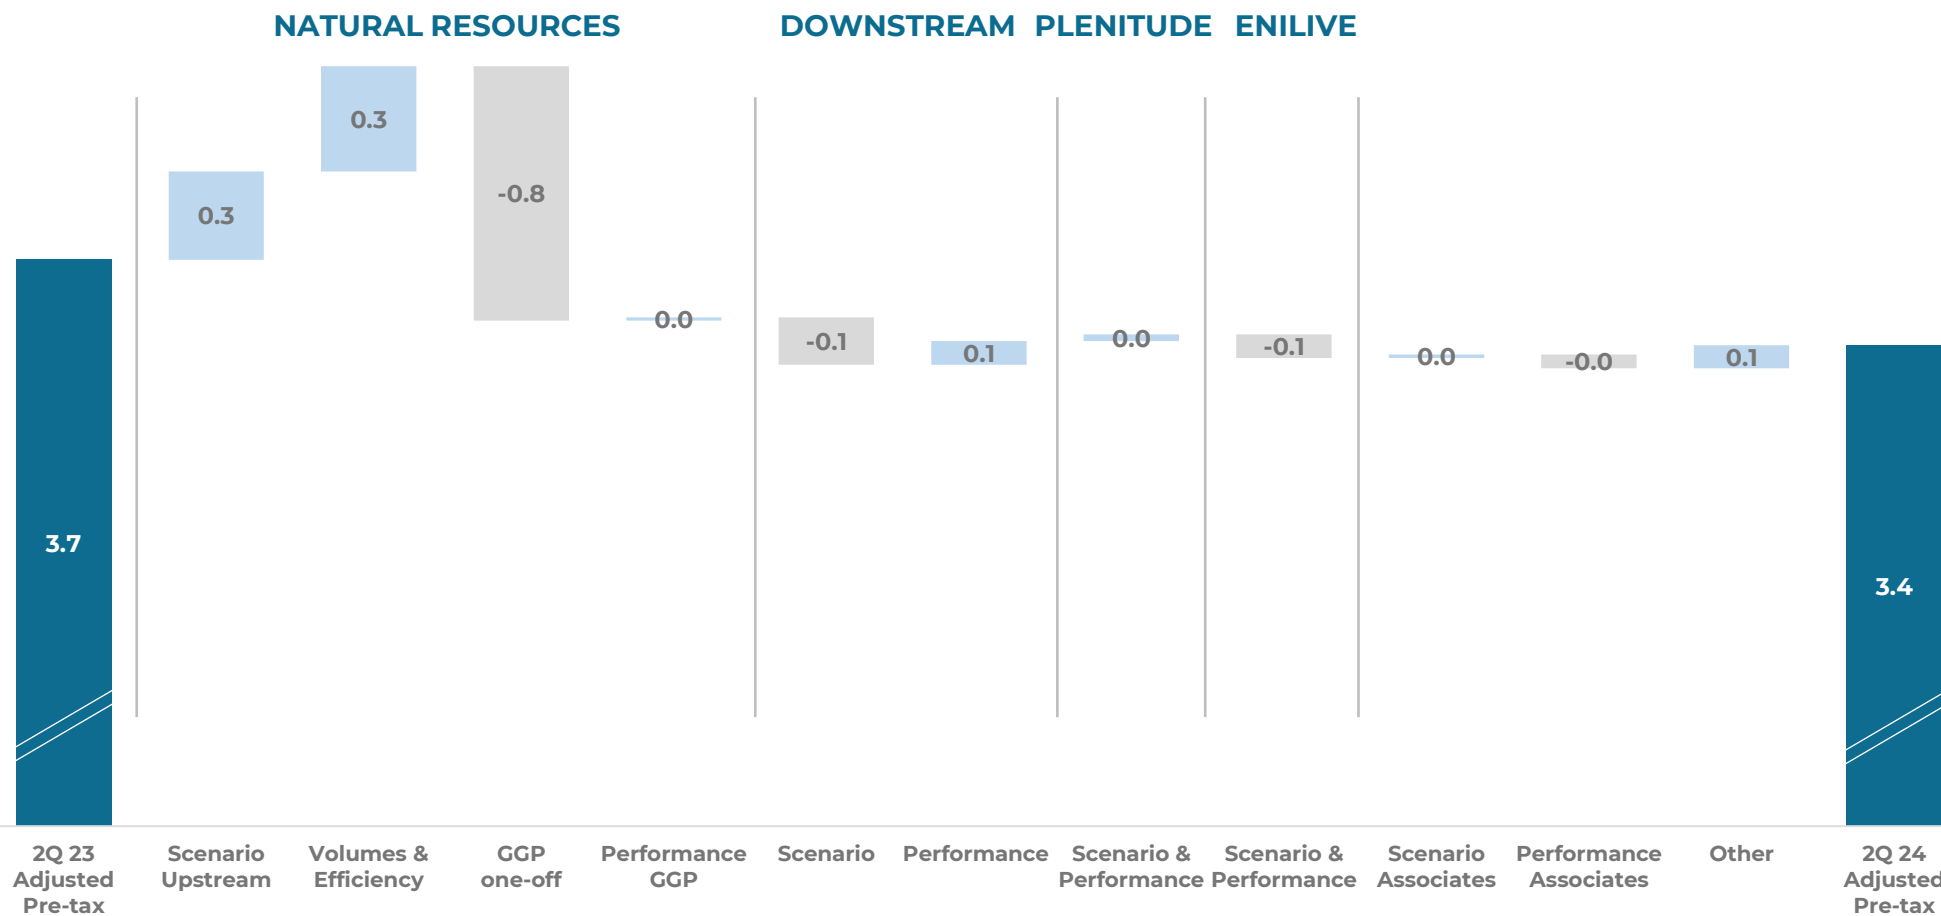 NATURAL RESOURCES
DOWNSTREAM
PLENITUDE
ENILIVE
3.7
0.3
0.3
-0.8
0.0
-0.1
0.1
0.0
-0.1
0.0
-0.0
0.1
3.4
2Q 23
Adjusted
Pre-tax
Scenario
Upstream
Volumes &
Efficiency
GGP
one-off
Performance
GGP
Scenario
Performance
Scenario &
Performance
Scenario &
Performance
Scenario
Associates
Performance
Associates
Other
2Q 24
Adjusted
Pre-tax